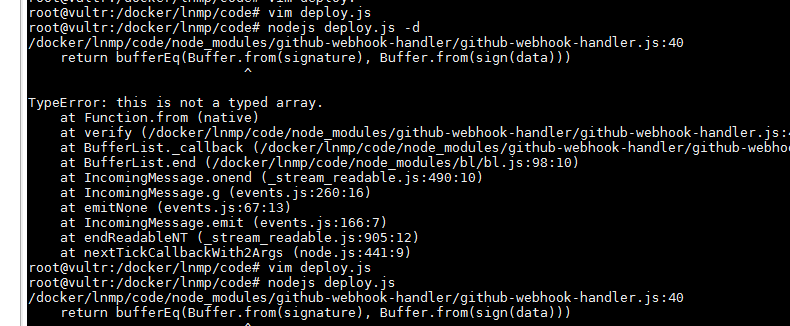 root@vultr:/docker/lnmp/code# vim deploy.
root@vultr:/docker/lnmp/code# vim deploy.js
root@vultr:/docker/lnmp/code# nodejs deploy.js -d
/docker/lnmp/code/node_modules/github-webhook-handler/github-webhook-handler.js:40
    return bufferEq(Buffer.from(signature), Buffer.from(sign(data)))
                           ^
TypeError: this is not a typed array.
    at Function.from (native)
    at verify (/docker/lnmp/code/node_modules/github-webhook-handler/github-webhook-handler.js:4
    at BufferList._callback (/docker/lnmp/code/node_modules/github-webhook-handler/github-webho
    at BufferList.end (/docker/lnmp/code/node_modules/bl/bl.js:98:10)
    at IncomingMessage.onend (_stream_readable.js:490:10)
    at IncomingMessage.g (events.js:260:16)
    at emitNone (events.js:67:13)
    at IncomingMessage.emit (events.js:166:7)
    at endReadableNT (_stream_readable.js:905:12)
    at nextTickCallbackWith2Args (node.js:441:9)
root@vultr:/docker/lnmp/code# vim deploy.js
root@vultr:/docker/lnmp/code# nodejs deploy.js
/docker/lnmp/code/node_modules/github-webhook-handler/github-webhook-handler.js:40
    return bufferEq(Buffer.from(signature), Buffer.from(sign(data)))
                           ^